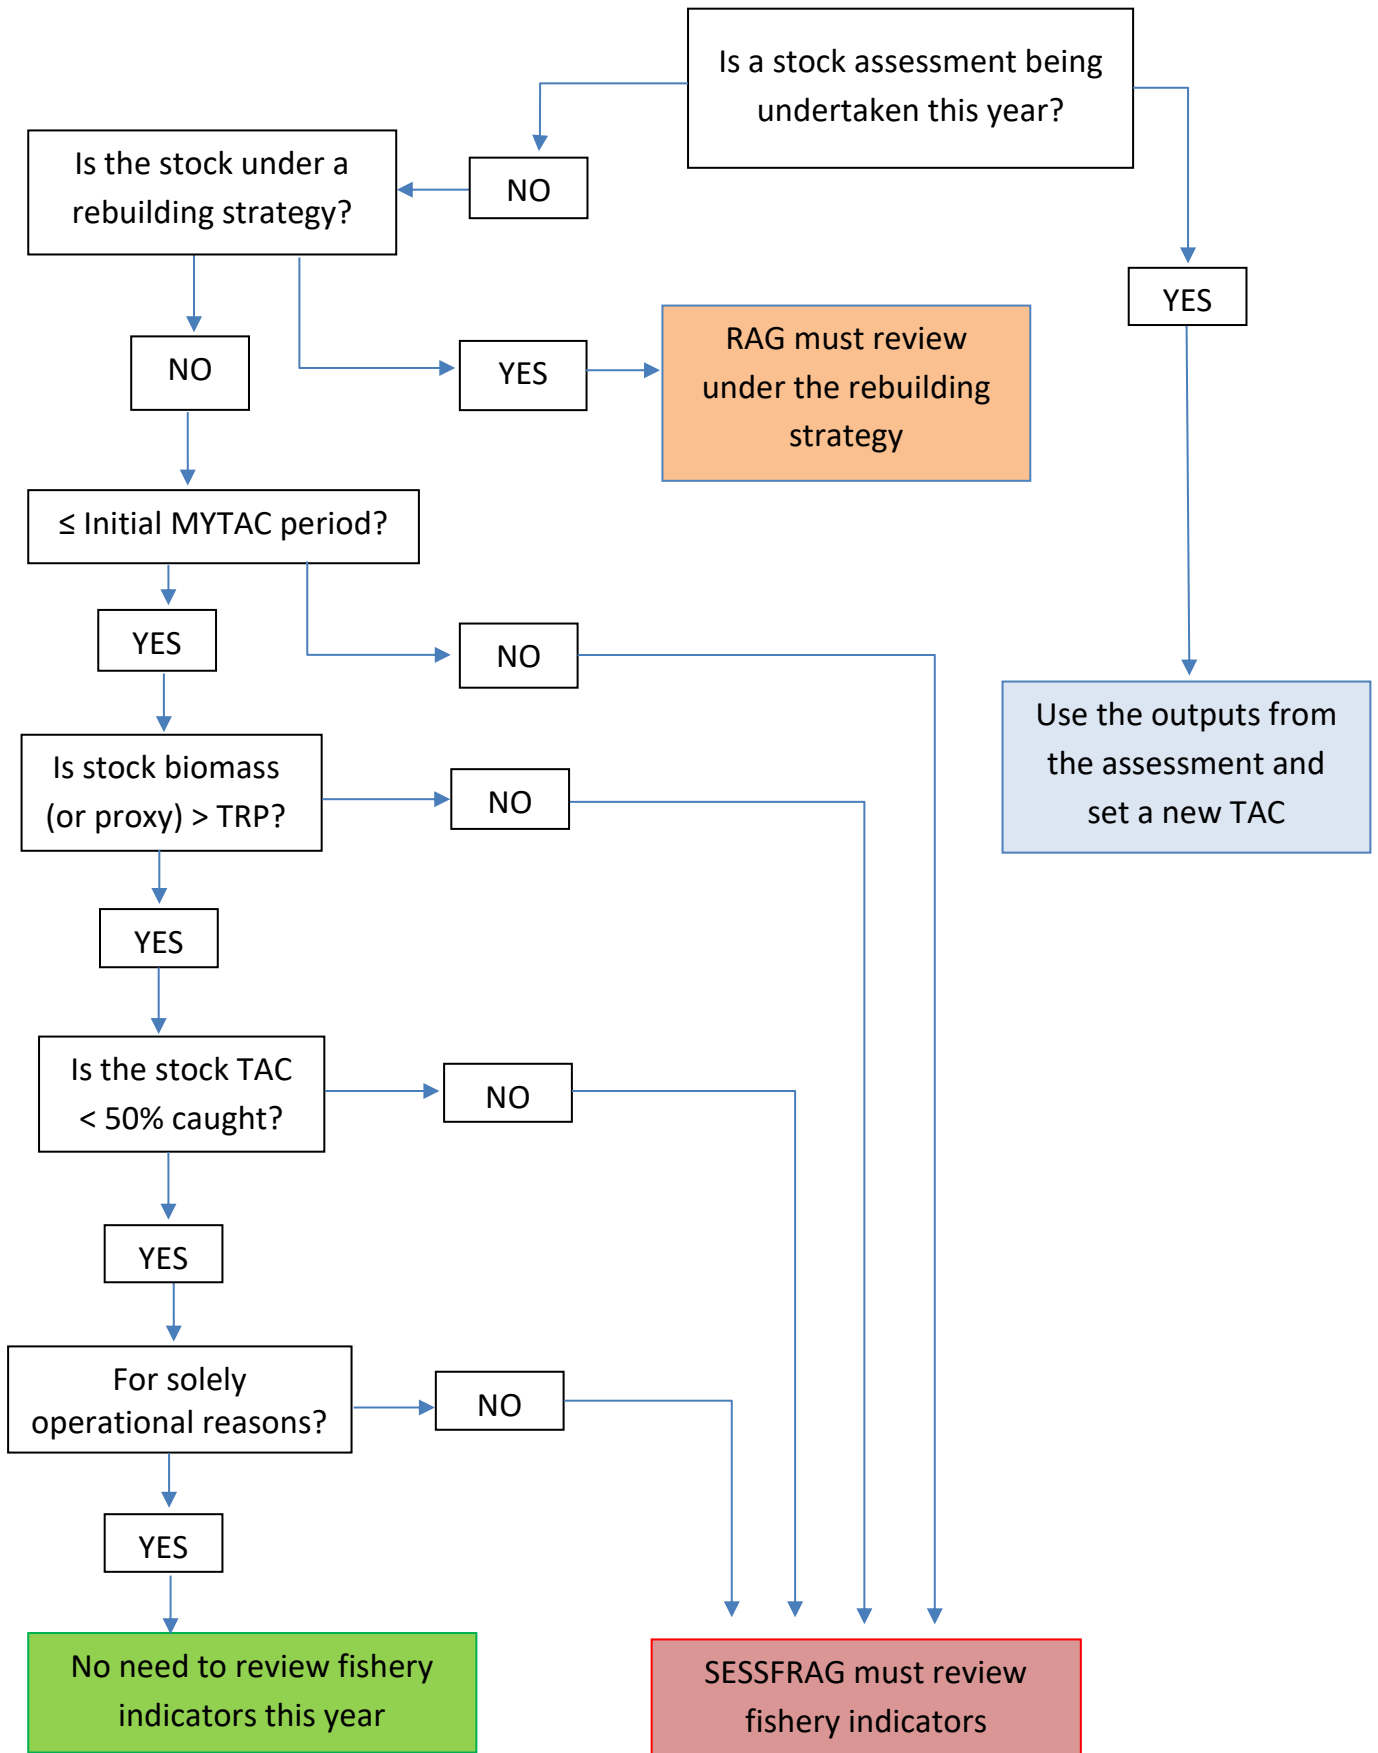 Is a stock assessment being
undertaken this year?
Is the stock under a
rebuilding strategy?
NO
YES
NO
YES
RAG must review
under the rebuilding
strategy
≤ Initial MYTAC period?
YES
NO
Use the outputs from
the assessment and
set a new TAC
Is stock biomass
(or proxy) > TRP?
NO
YES
Is the stock TAC
< 50% caught?
NO
YES
For solely
operational reasons?
NO
YES
No need to review fishery
indicators this year
SESSFRAG must review
fishery indicators